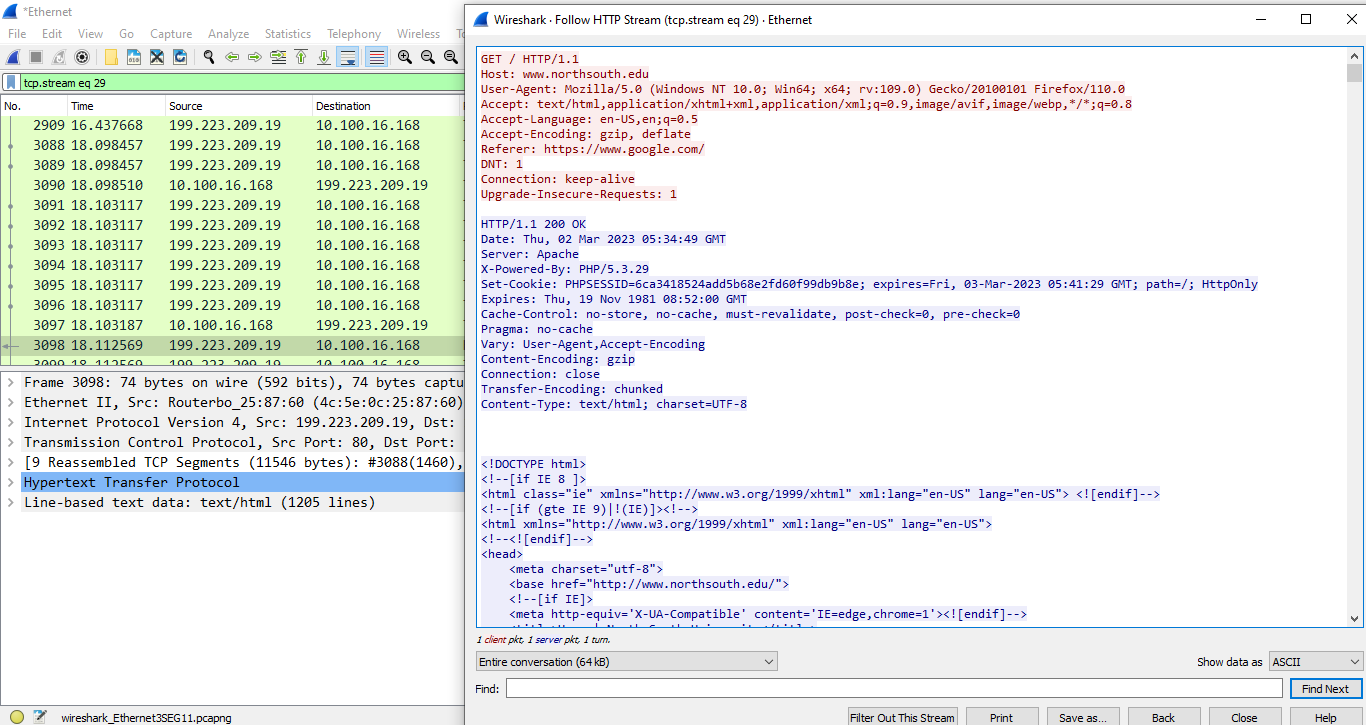 *Ethernet
File Edit View Go Capture Analyze Statistics Telephony Wireless
tcp.stream eq 29
No. Time Source Destination
2909 16.437668 199.223.209.19 10.100.16.168
3088 18.098457 199.223.209.19 10.100.16.168
3089 18.098457 199.223.209.19 10.100.16.168
3090 18.098510 10.100.16.168 199.223.209.19
3091 18.103117 199.223.209.19 10.100.16.168
3092 18.103117 199.223.209.19 10.100.16.168
3093 18.103117 199.223.209.19 10.100.16.168
3094 18.103117 199.223.209.19 10.100.16.168
3095 18.103117 199.223.209.19 10.100.16.168
3096 18.103117 199.223.209.19 10.100.16.168
3097 18.103187 10.100.16.168 199.223.209.19
3098 18.112569 199.223.209.19 10.100.16.168
3099 18.112569 199.223.209.19 10.100.16.168
Frame 3098: 74 bytes on wire (592 bits), 74 bytes captu
Ethernet II, Src: Routerbo_25:87:60 (4c:5e:0c:25:87:60)
Internet Protocol Version 4, Src: 199.223.209.19, Dst:
Transmission Control Protocol, Src Port: 80, Dst Port:
[9 Reassembled TCP Segments (11546 bytes): #3088(1460),
Hypertext Transfer Protocol
Line-based text data: text/html (1205 lines)
wireshark_Ethernet3SEG11.pcapng
Wireshark · Follow HTTP Stream (tcp.stream eq 29) · Ethernet
GET / HTTP/1.1
Host: www.northsouth.edu
User-Agent: Mozilla/5.0 (Windows NT 10.0; Win64; x64; rv:109.0) Gecko/20100101 Firefox/110.0
Accept: text/html,application/xhtml+xml,application/xml;q=0.9,image/avif,image/webp,*/*;q=0.8
Accept-Language: en-US,en;q=0.5
Accept-Encoding: gzip, deflate
Referer: https://www.google.com/
DNT: 1
Connection: keep-alive
Upgrade-Insecure-Requests: 1
HTTP/1.1 200 OK
Date: Thu, 02 Mar 2023 05:34:49 GMT
Server: Apache
X-Powered-By: PHP/5.3.29
Set-Cookie: PHPSESSID=6ca3418524add5b68e2fd60f99db9b8e; expires=Fri, 03-Mar-2023 05:41:29 GMT; path=/; HttpOnly
Expires: Thu, 19 Nov 1981 08:52:00 GMT
Cache-Control: no-store, no-cache, must-revalidate, post-check=0, pre-check=0
Pragma: no-cache
Vary: User-Agent,Accept-Encoding
Content-Encoding: gzip
Connection: close
Transfer-Encoding: chunked
Content-Type: text/html; charset=UTF-8
<!DOCTYPE html>
<!--[if IE 8 ]>
<html class="ie" xmlns="http://www.w3.org/1999/xhtml" xml:lang="en-US" lang="en-US"> <![endif]-->
<!--[if (gte IE 9)|!(IE)]><!-->
<html xmlns="http://www.w3.org/1999/xhtml" xml:lang="en-US" lang="en-US">
<!--<![endif]-->
<head>
<meta charset="utf-8">
<base href="http://www.northsouth.edu/">
<!--[if IE]>
<meta http-equiv='X-UA-Compatible' content='IE=edge,chrome=1'><![endif]-->
1 client pkt, 1 server pkt, 1 turn.
Entire conversation (64 kB)
Show data as ASCII
Find:
Find Next
Filter Out This Stream Print Save as... Back Close Help